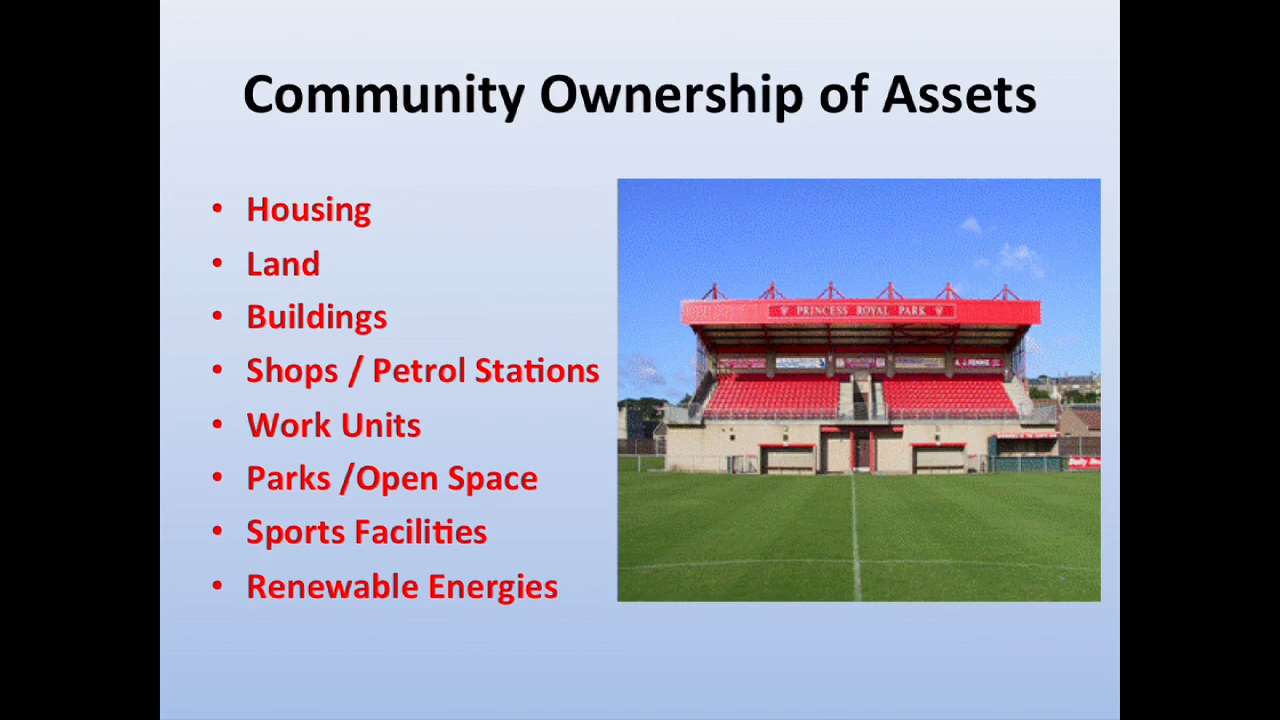 Community Ownership of Assets
• Housing
• Land
• Buildings
• Shops / Petrol Stations
• Work Units
• Parks /Open Space
• Sports Facilities
• Renewable Energies
PRINCESS ROYAL PARK